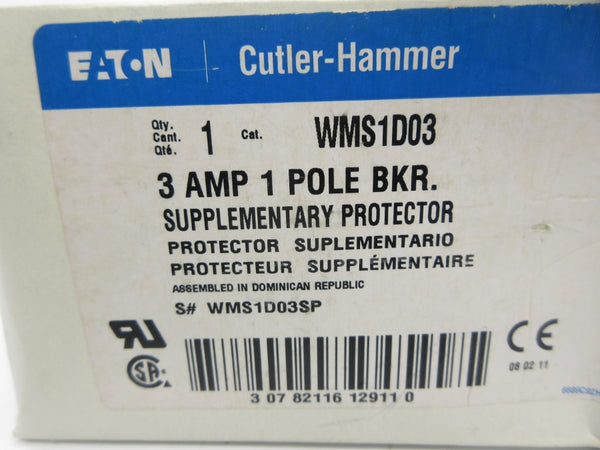 EATON | Cutler-Hammer
Qty.
Cant. 1 Cat. WMS1D03
Qté.
3 AMP 1 POLE BKR.
SUPPLEMENTARY PROTECTOR
PROTECTOR SUPLEMENTARIO
PROTECTEUR SUPPLÉMENTAIRE
ASSEMBLED IN DOMINICAN REPUBLIC
S# WMS1D03SP
CE
08 02 11
SA
3 07 82116 12911 0